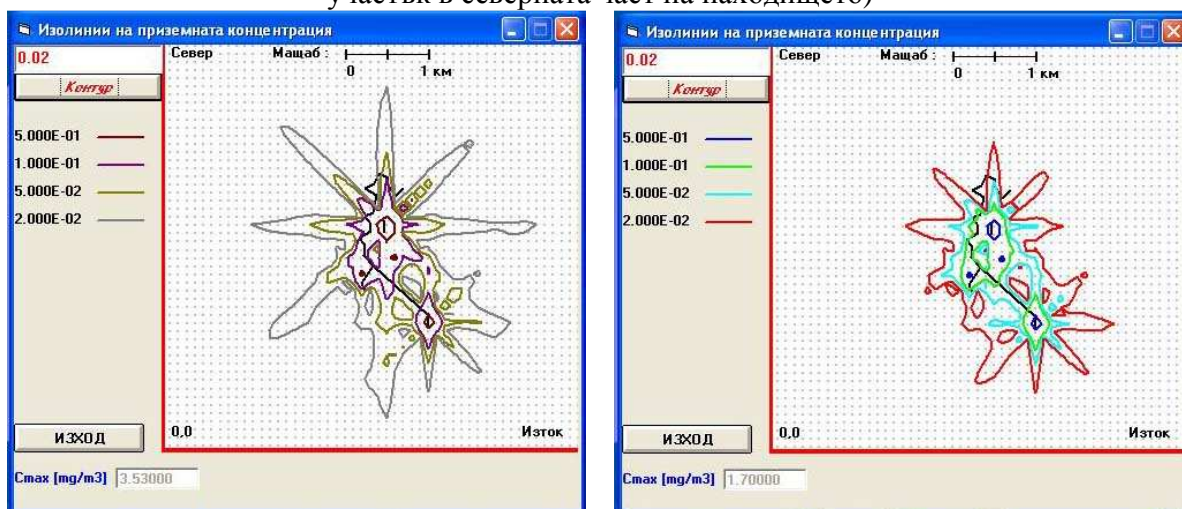 участък в северната част на находището)
Изолинии на приземната концентрация
0.02
Контур
Север
Мащаб :
0
1 км
5.000E-01
1.000E-01
5.000E-02
2.000E-02
ИЗХОД
0,0
Изток
Cmax [mg/m3] 3.53000
Изолинии на приземната концентрация
0.02
Контур
Север
Мащаб :
0
1 км
5.000E-01
1.000E-01
5.000E-02
2.000E-02
ИЗХОД
0,0
Изток
Cmax [mg/m3] 1.70000